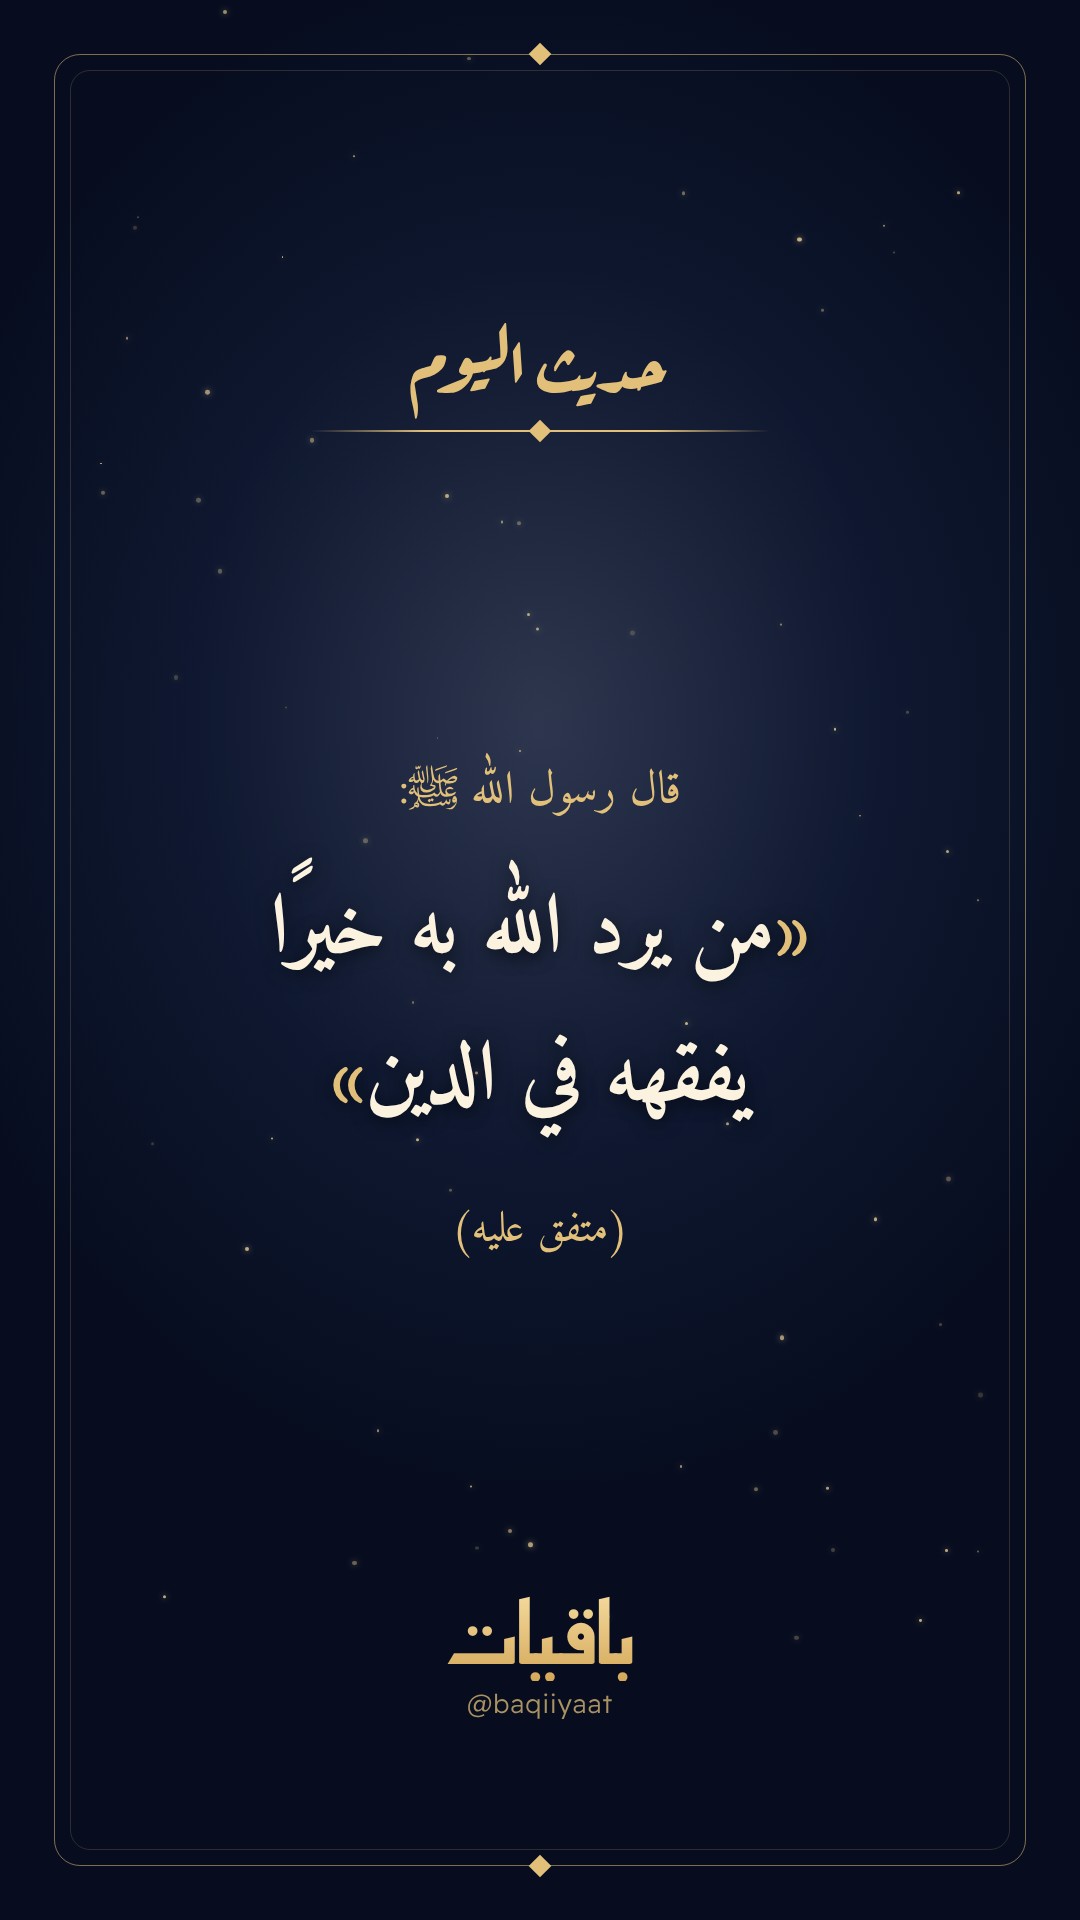 حديث اليوم
قال رسول الله ﷺ:
«من يرد الله به خيرًا
يفقهه في الدين»
(متفق عليه)
باقيات
@baqiiyaat